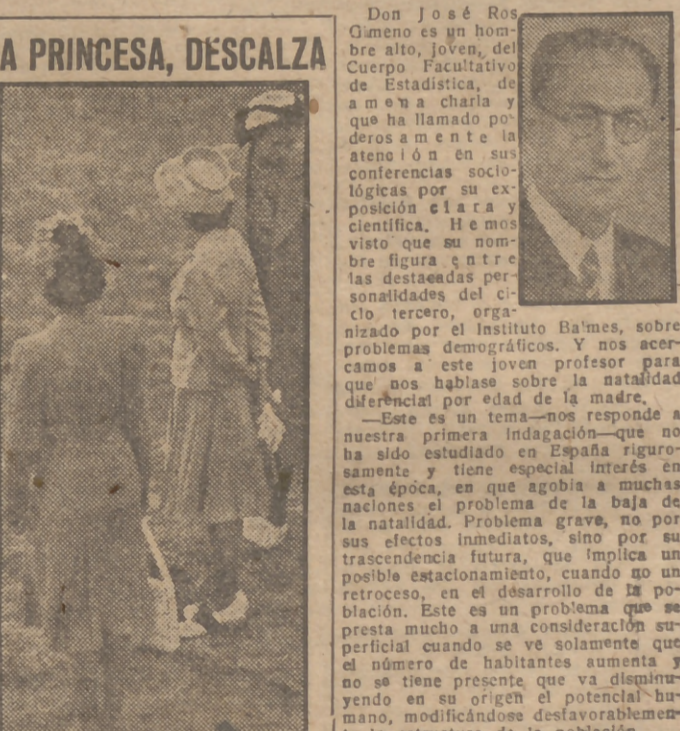 A PRINCESA, DESCALZA
Don José Ros
Gimeno es un hom-
bre alto, joven, del
Cuerpo Facultativo
de Estadística, de
amena charla y
que ha llamado po-
derosamente la
atención en sus
conferencias socio-
lógicas por su ex-
posición clara y
científica. Hemos
visto que su nom-
bre figura entre
las destacadas per-
sonalidades del ci-
clo tercero, orga-
nizado por el Instituto Balmes, sobre
problemas demográficos. Y nos acer-
camos a este joven profesor para
que nos hablase sobre la natalidad
diferencial por edad de la madre.
—Este es un tema—nos responde a
nuestra primera indagación—que no
ha sido estudiado en España riguro-
samente y tiene especial interés en
esta época, en que agobia a muchas
naciones el problema de la baja de
la natalidad. Problema grave, no por
sus efectos inmediatos, sino por su
trascendencia futura, que implica un
posible estacionamiento, cuando no un
retroceso, en el desarrollo de la po-
blación. Este es un problema que se
presta mucho a una consideración su-
perficial cuando se ve solamente que
el número de habitantes aumenta y
no se tiene presente que va disminu-
yendo en su origen el potencial hu-
mano, modificándose desfavorablemen-